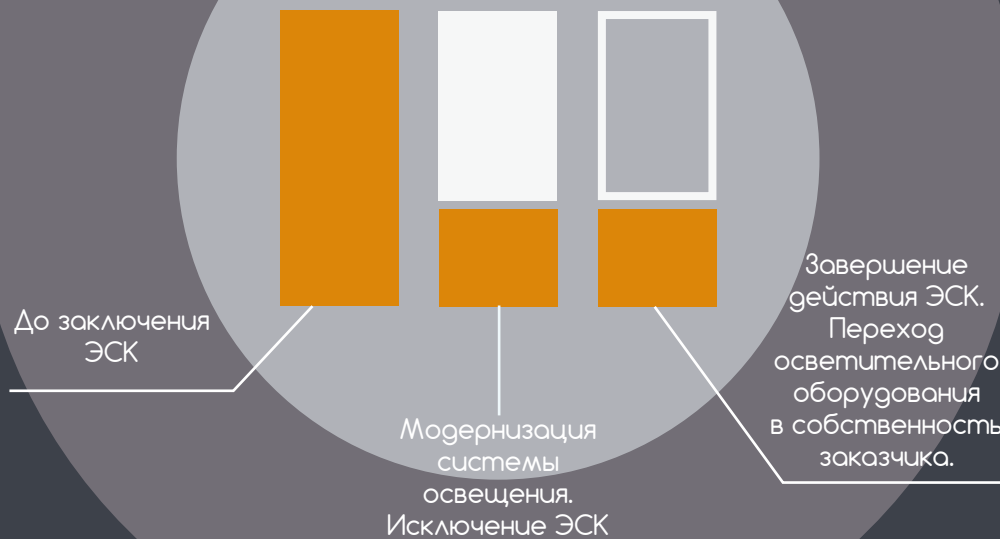 До заключения
ЭСК
Модернизация
системы
освещения.
Исключение ЭСК
Завершение
действия ЭСК.
Переход
осветительного
оборудования
в собственность
заказчика.